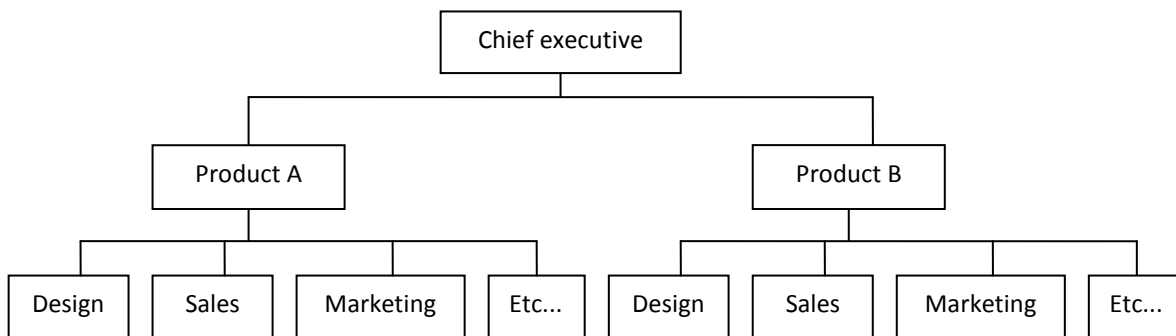 Chief executive
Product A
Product B
Design
Sales
Marketing
Etc...
Design
Sales
Marketing
Etc...